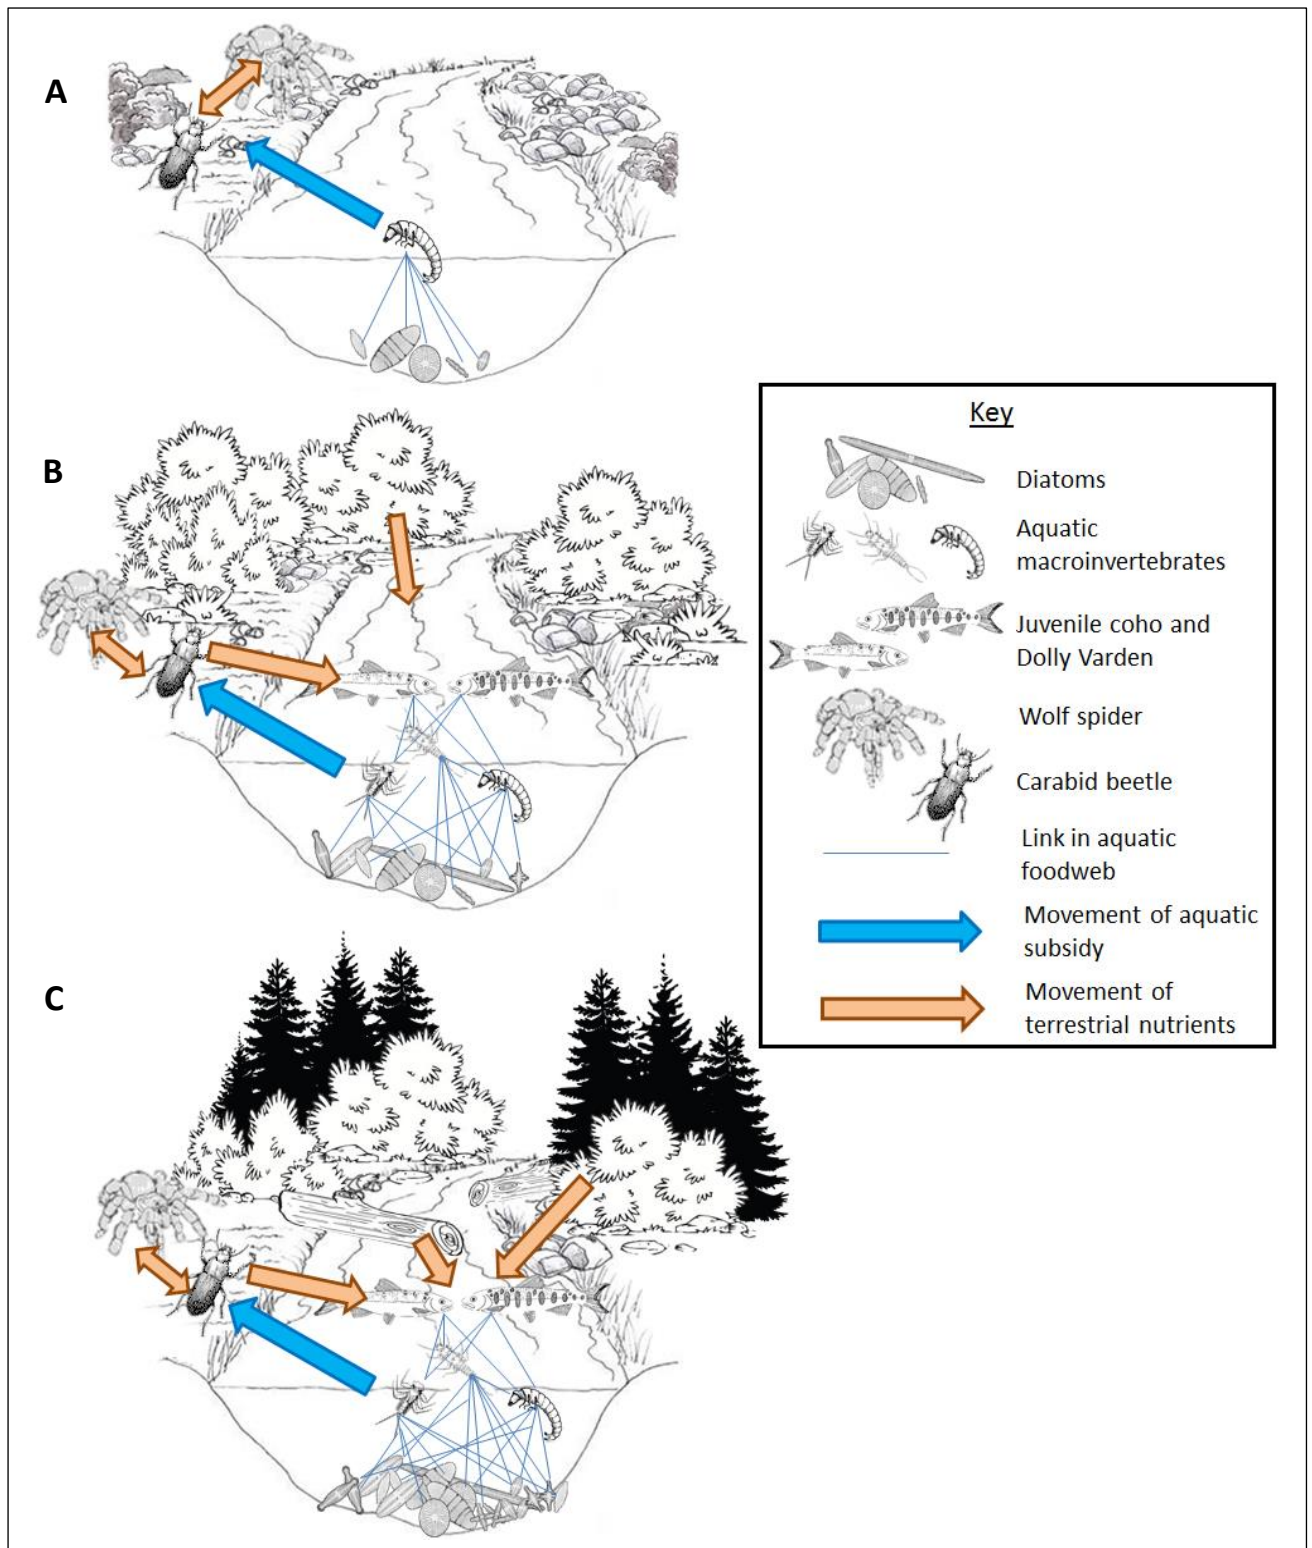 A
B
C
Key
Diatoms
Aquatic
macroinvertebrates
Juvenile coho and
Dolly Varden
Wolf spider
Carabid beetle
Link in aquatic
foodweb
Movement of aquatic
subsidy
Movement of
terrestrial nutrients